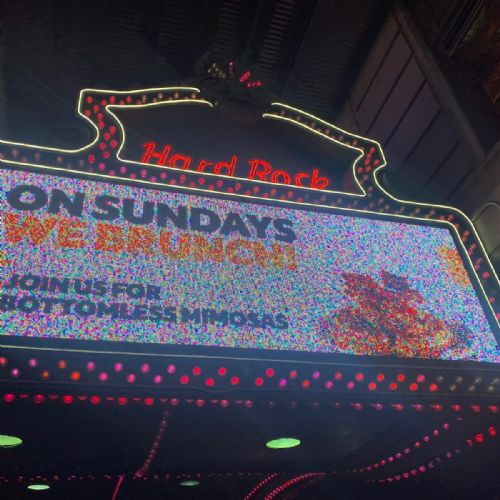 Hard Rock
ON SUNDAYS
WE BRUNCH!
JOIN US FOR
BOTTOMLESS MIMOSAS